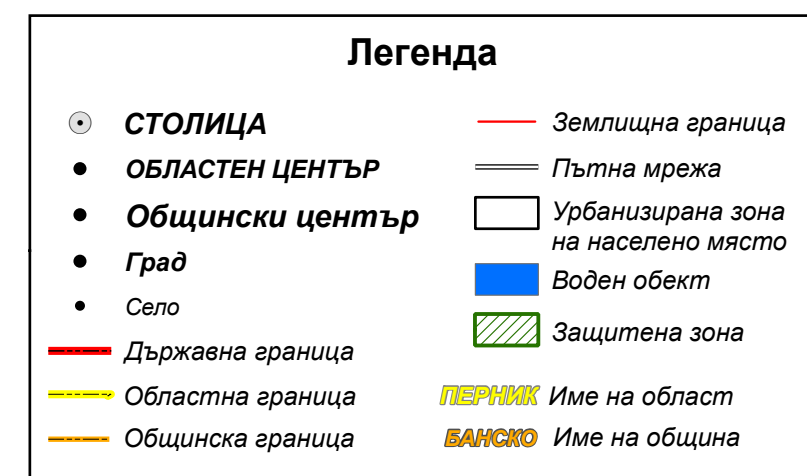 Легенда
СТОЛИЦА
ОБЛАСТЕН ЦЕНТЪР
Общински център
Град
Село
Държавна граница
Областна граница
Общинска граница
Землищна граница
Пътна мрежа
Урбанизирана зона
на населено място
Воден обект
Защитена зона
ПЕРНИК Име на област
БАНСКО Име на община